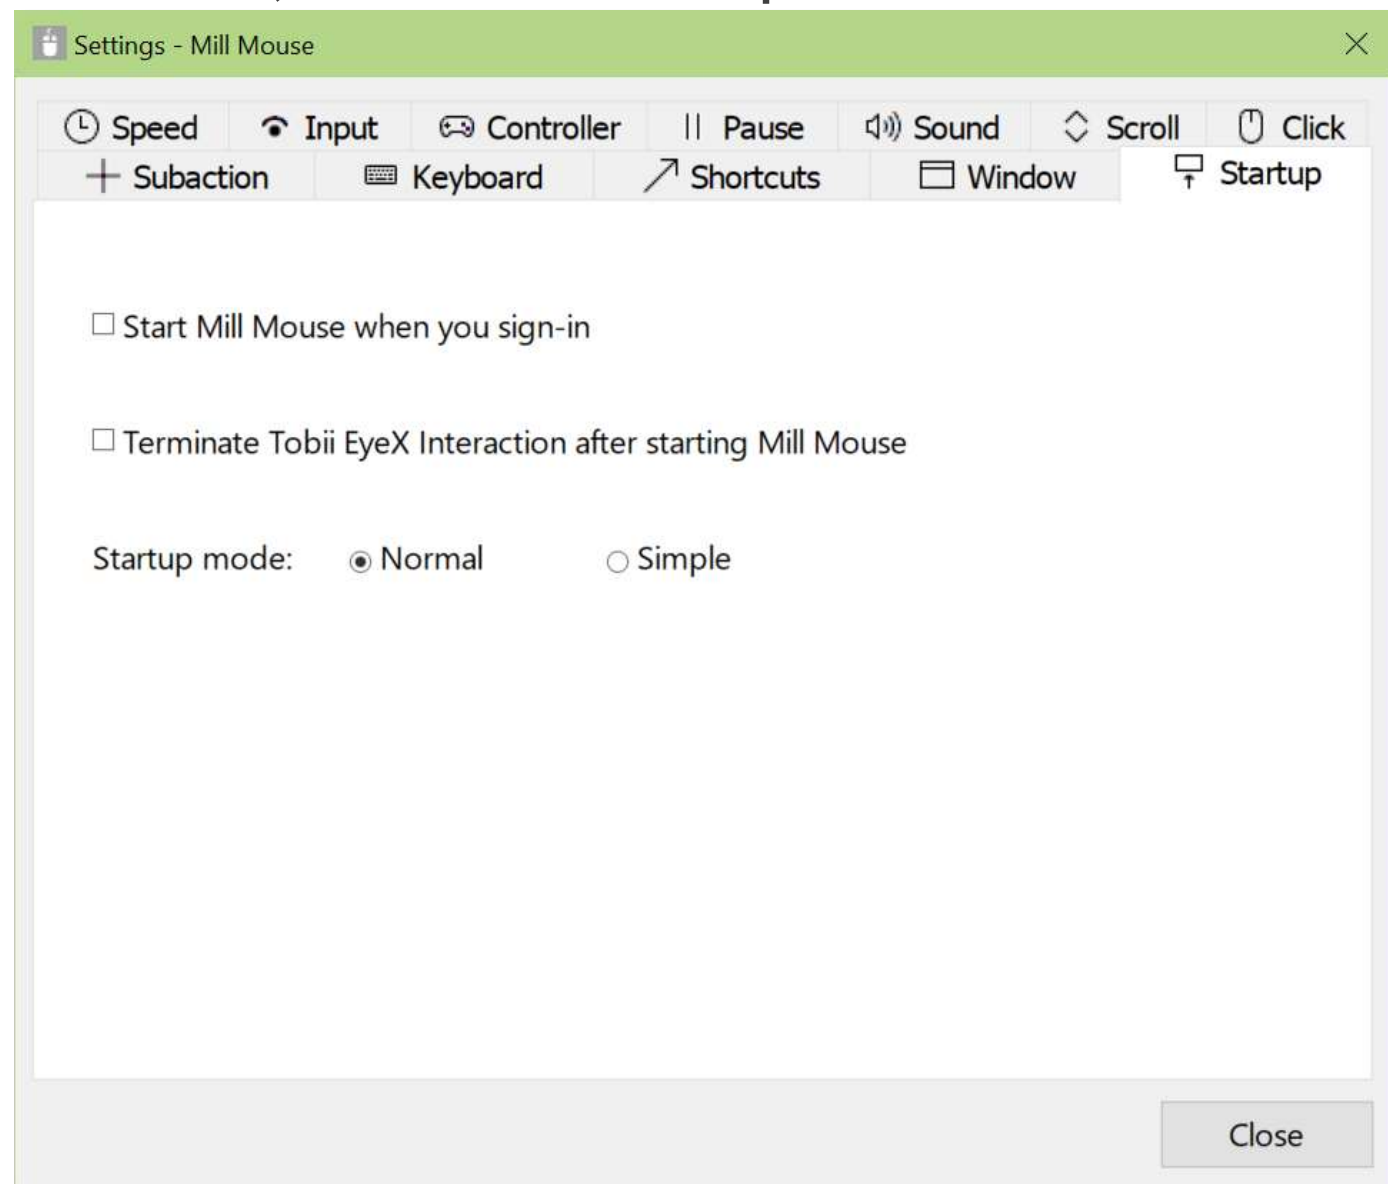 Settings - Mill Mouse
Speed Input Controller Pause Sound Scroll Click
Subaction Keyboard Shortcuts Window Startup
Start Mill Mouse when you sign-in
Terminate Tobii EyeX Interaction after starting Mill Mouse
Startup mode: Normal Simple
Close